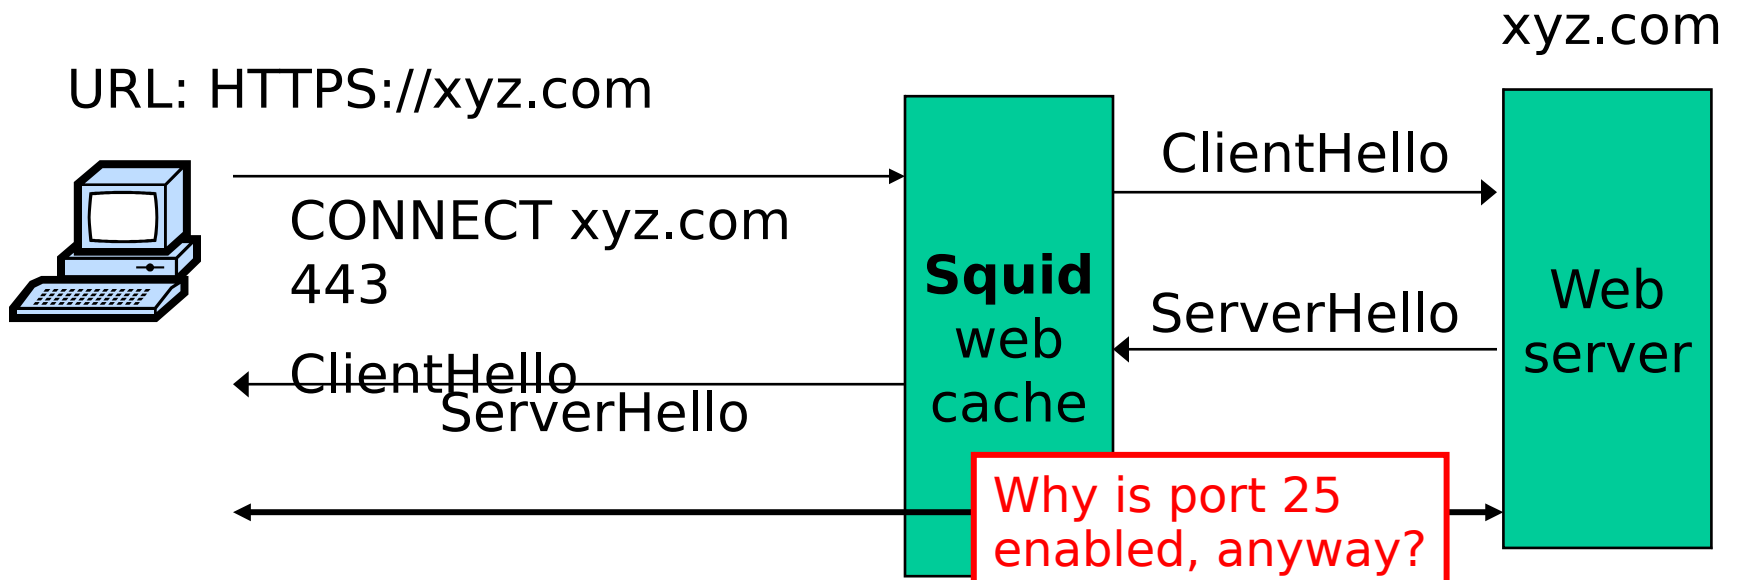 xyz.com
URL: HTTPS://xyz.com
ClientHello
CONNECT xyz.com
443
Squid
web
cache
ServerHello
Web
server
ClientHello
ServerHello
Why is port 25
enabled, anyway?